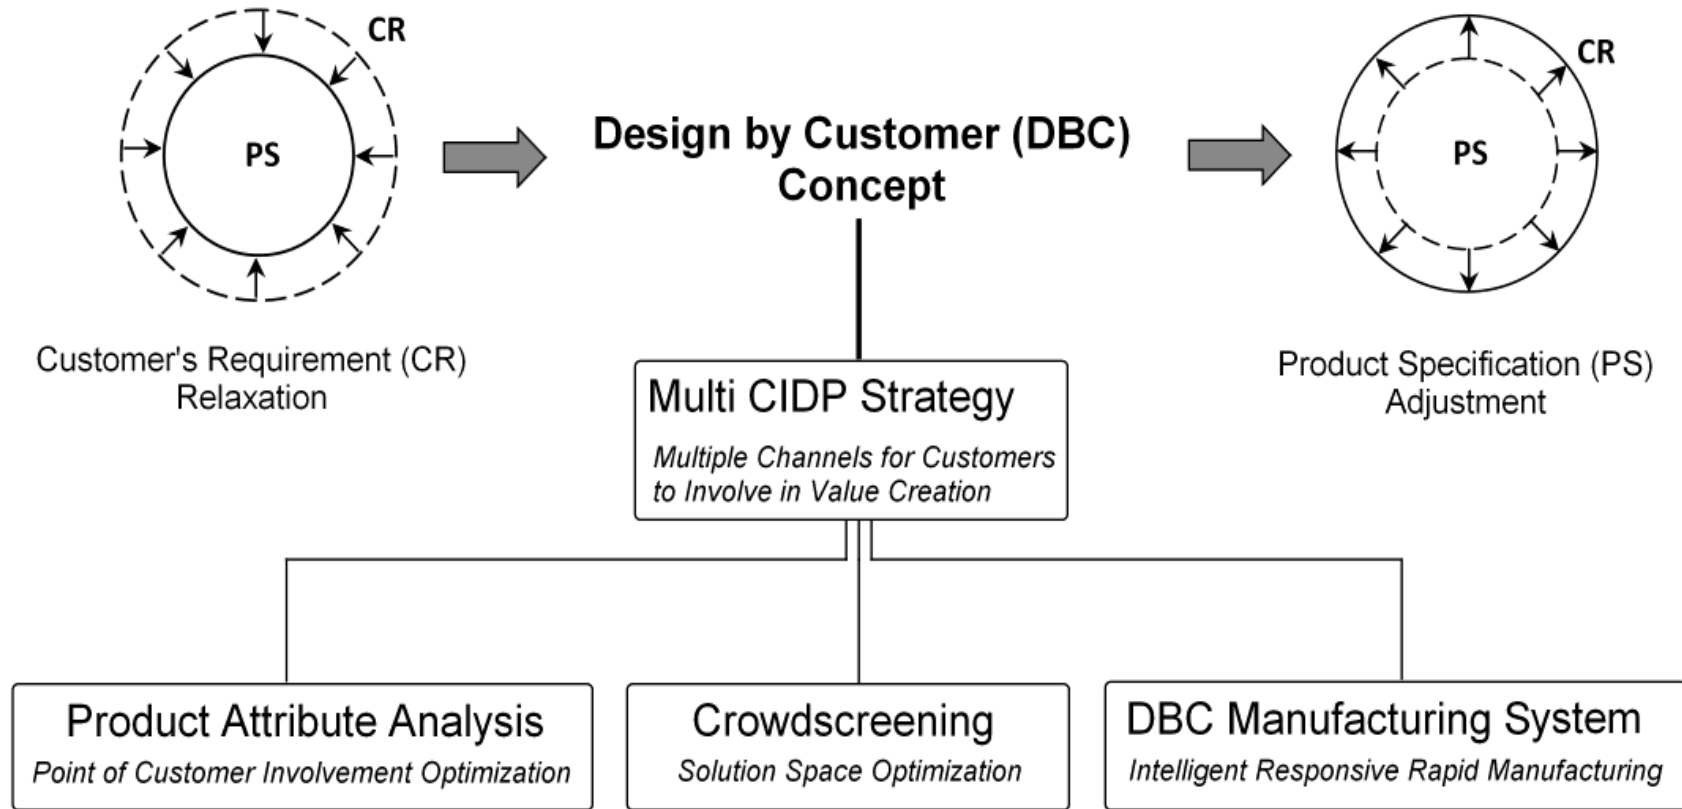 CR
PS
Customer's Requirement (CR)
Relaxation
Design by Customer (DBC)
Concept
CR
PS
Product Specification (PS)
Adjustment
Multi CIDP Strategy
Multiple Channels for Customers
to Involve in Value Creation
Product Attribute Analysis
Point of Customer Involvement Optimization
Crowdscreening
Solution Space Optimization
DBC Manufacturing System
Intelligent Responsive Rapid Manufacturing